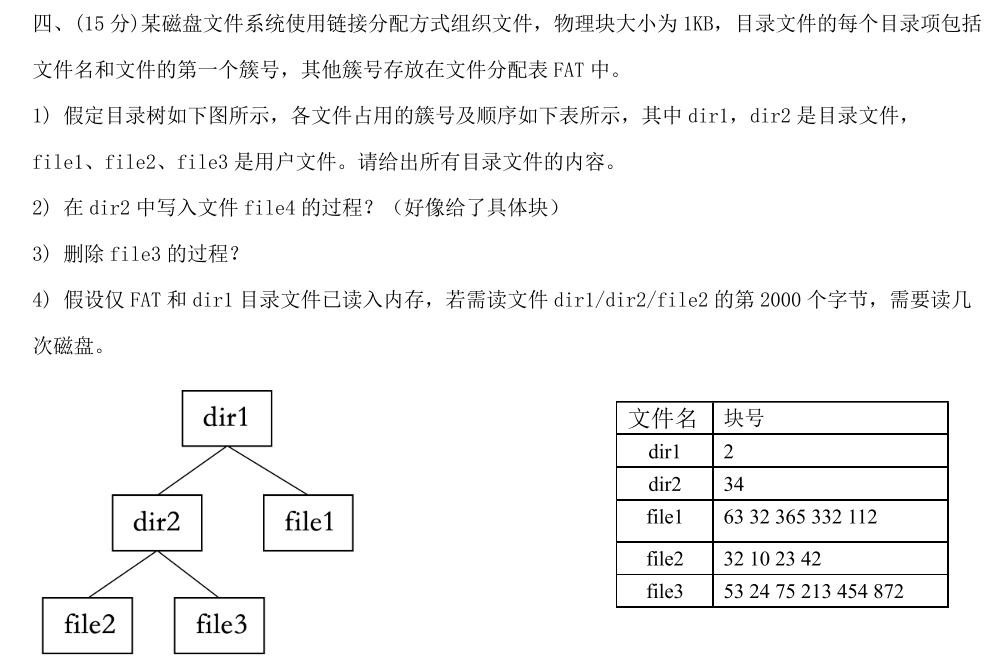 四、(15 分)某磁盘文件系统使用链接分配方式组织文件，物理块大小为 1KB，目录文件的每个目录项包括
文件名和文件的第一个簇号，其他簇号存放在文件分配表 FAT 中。
1) 假定目录树如下图所示，各文件占用的簇号及顺序如下表所示，其中 dir1，dir2 是目录文件，
file1、file2、file3 是用户文件。请给出所有目录文件的内容。
2) 在 dir2 中写入文件 file4 的过程？（好像给了具体块）
3) 删除 file3 的过程？
4) 假设仅 FAT 和 dir1 目录文件已读入内存，若需读文件 dir1/dir2/file2 的第 2000 个字节，需要读几
次磁盘。
dir1
dir2 file1
file2 file3
文件名 块号
dir1 2
dir2 34
file1 63 32 365 332 112
file2 32 10 23 42
file3 53 24 75 213 454 872